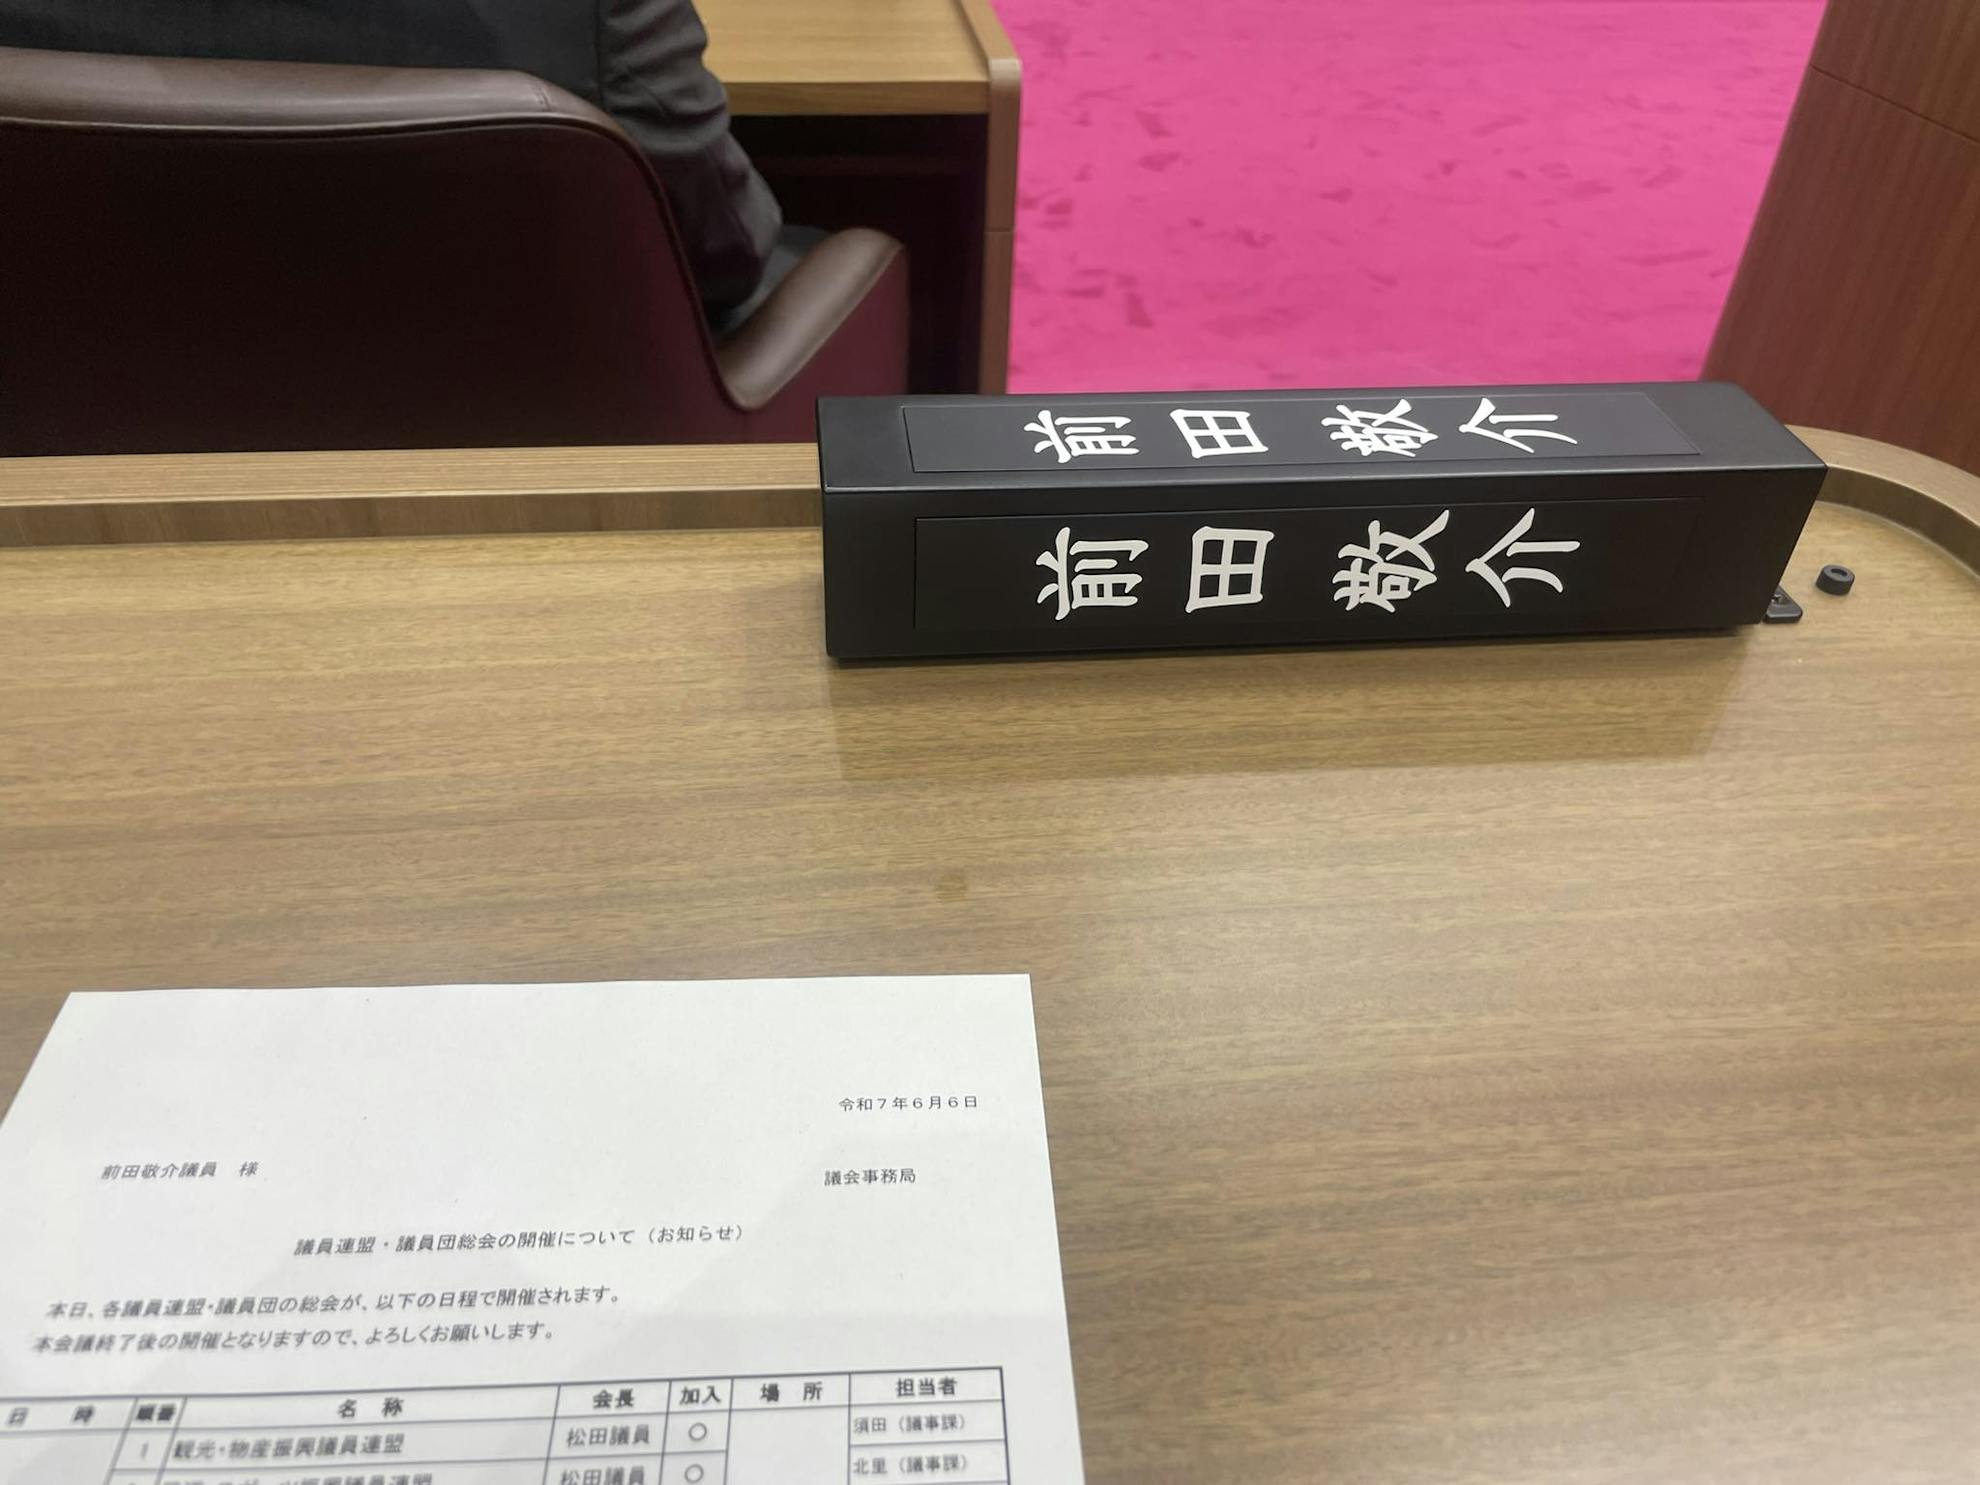 前田敬介
前田敬介
令和7年6月6日
前田敬介議員 様
議会事務局
議員連盟・議員団総会の開催について（お知らせ）
本日、各議員連盟・議員団の総会が、以下の日程で開催されます。
本会議終了後の開催となりますので、よろしくお願いします。
日 時 順番 名 称 会長 加入 場 所 担当者
1 観光・物産振興議員連盟 松田議員 ○ 須田（議事課）
振興議員連盟 松田議員 ○ 北里（議事課）